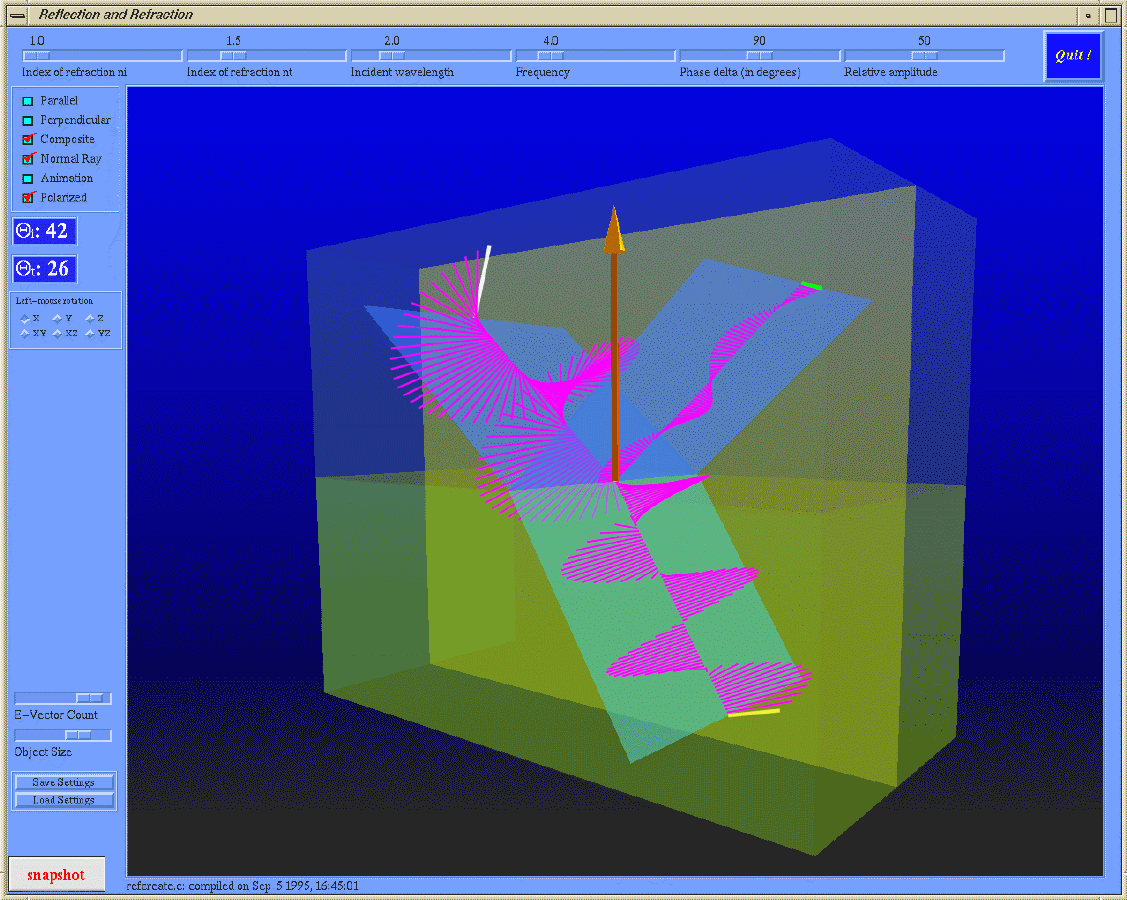 Reflection and Refraction
1.0 1.5 2.0 4.0 90 50
Index of refraction ni Index of refraction nt Incident wavelength Frequency Phase delta (in degrees) Relative amplitude
Quit !
Parallel
Perpendicular
Composite
Normal Ray
Animation
Polarized
Θi: 42
Θt: 26
Left-mouse rotation
X Y Z
XY XZ YZ
E-Vector Count
Object Size
Save Settings
Load Settings
snapshot
refcreate.c: compiled on Sep 5 1995, 16:45:01